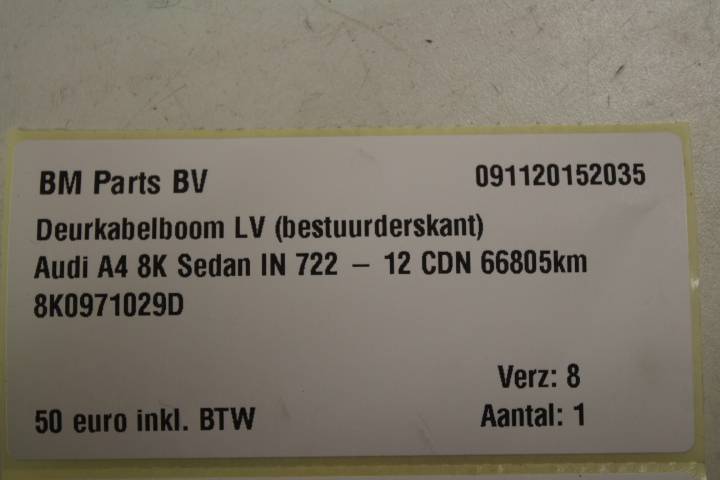 BM Parts BV 091120152035
Deurkabelboom LV (bestuurderskant)
Audi A4 8K Sedan IN 722 – 12 CDN 66805km
8K0971029D
Verz: 8
50 euro inkl. BTW Aantal: 1